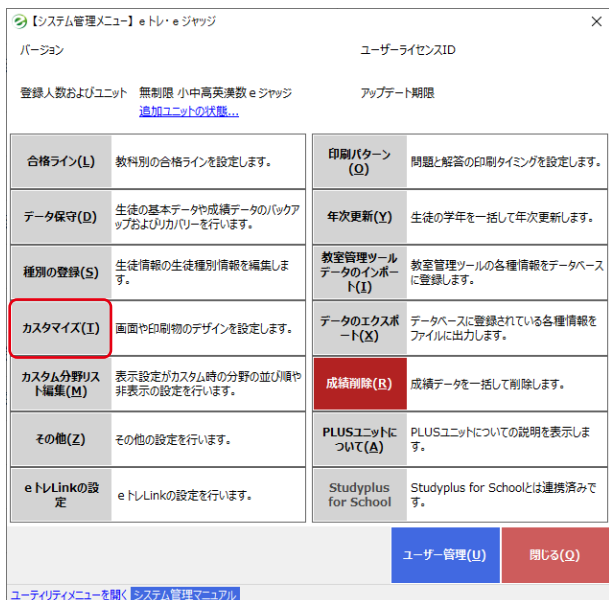 【システム管理メニュー】eトレ・eジャッジ
バージョン
ユーザーライセンスID
登録人数およびユニット 無制限 小中高英漢数eジャッジ
アップデート期限
追加ユニットの状態...
合格ライン(L)
教科別の合格ラインを設定します。
印刷パターン
(O)
問題と解答の印刷タイミングを設定します。
データ保守(D)
生徒の基本データや成績データのバックア
ップおよびリカバリーを行います。
年次更新(Y)
生徒の学年を一括して年次更新します。
種別の登録(S)
生徒情報の生徒種別情報を編集しま
す。
教室管理ツール
データのインポー
ト(I)
教室管理ツールの各種情報をデータベース
に登録します。
カスタマイズ(T)
画面や印刷物のデザインを設定します。
データのエクスポ
ート(X)
データベースに登録されている各種情報を
ファイルに出力します。
カスタム分野リス
ト編集(M)
表示設定がカスタム時の分野の並び順や
非表示の設定を行います。
成績削除(R)
成績データを一括して削除します。
その他(Z)
その他の設定を行います。
PLUSユニットに
ついて(A)
PLUSユニットについての説明を表示しま
す。
eトレLinkの設
定
eトレLinkの設定を行います。
Studyplus
for School
Studyplus for Schoolとは連携済みで
す。
ユーザー管理(U)
閉じる(Q)
ユーティリティメニューを開く システム管理マニュアル